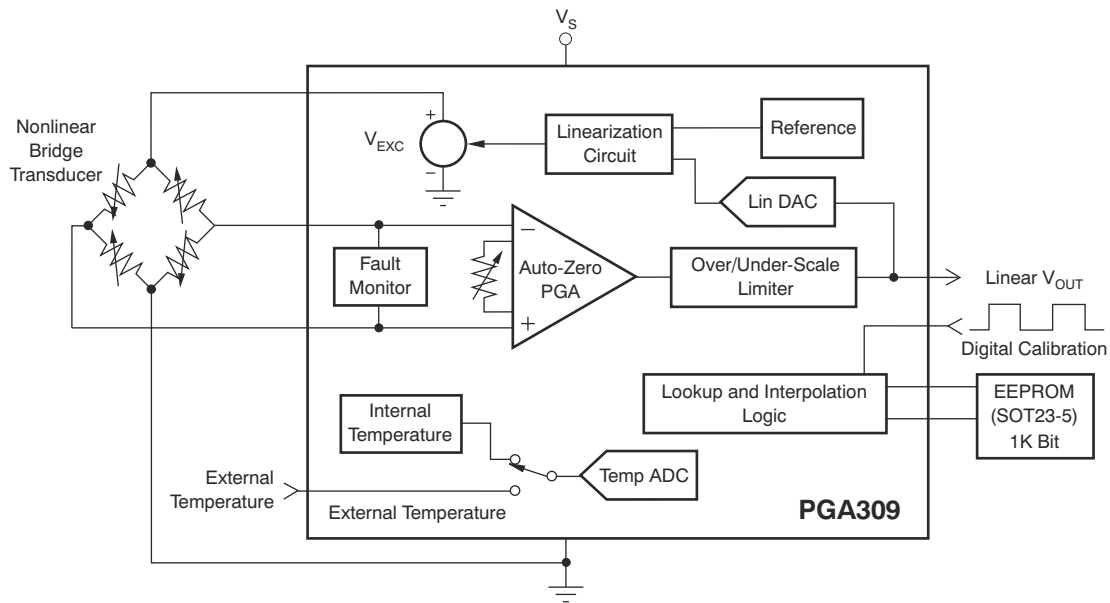 V_S
Nonlinear
Bridge
Transducer
+
V_EXC
−
Linearization
Circuit
Reference
Lin DAC
Fault
Monitor
−
Auto-Zero
PGA
+
Over/Under-Scale
Limiter
Linear V_OUT
Digital Calibration
Lookup and Interpolation
Logic
EEPROM
(SOT23-5)
1K Bit
Internal
Temperature
External
Temperature
External Temperature
Temp ADC
PGA309